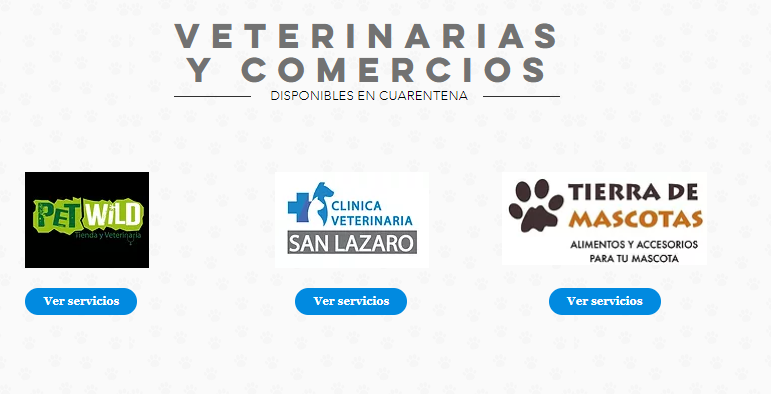 VETERINARIAS
Y COMERCIOS
DISPONIBLES EN CUARENTENA
PET WILD
Tienda y Veterinaria
CLINICA
VETERINARIA
SAN LAZARO
TIERRA DE
MASCOTAS
ALIMENTOS Y ACCESORIOS
PARA TU MASCOTA
Ver servicios
Ver servicios
Ver servicios